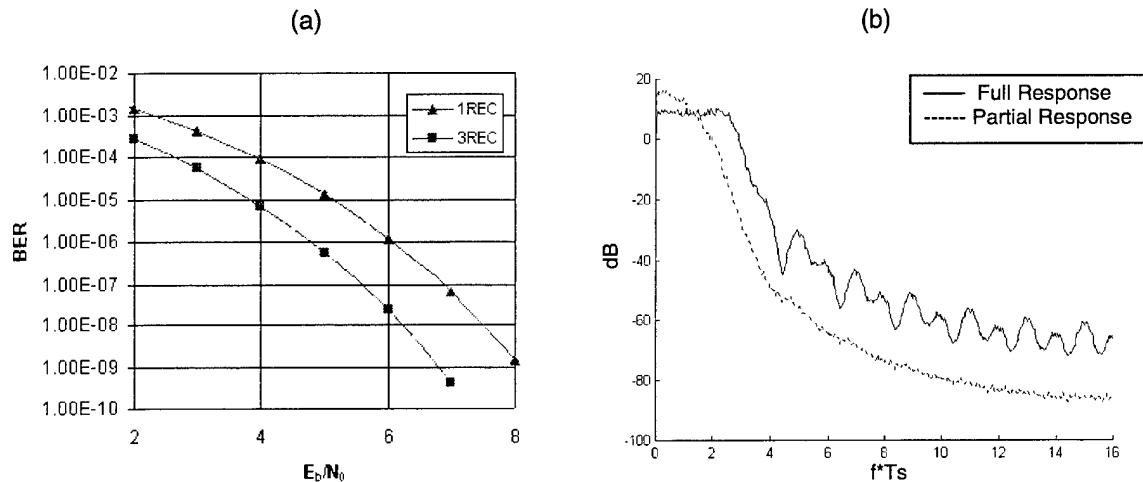 (a)
1.00E-02
1.00E-03
1.00E-04
1.00E-05
1.00E-06
1.00E-07
1.00E-08
1.00E-09
1.00E-10
BER
2 4 6 8
E_b/N_0
1REC
3REC
(b)
20
0
-20
-40
-60
-80
-100
dB
0 2 4 6 8 10 12 14 16
f*Ts
Full Response
Partial Response